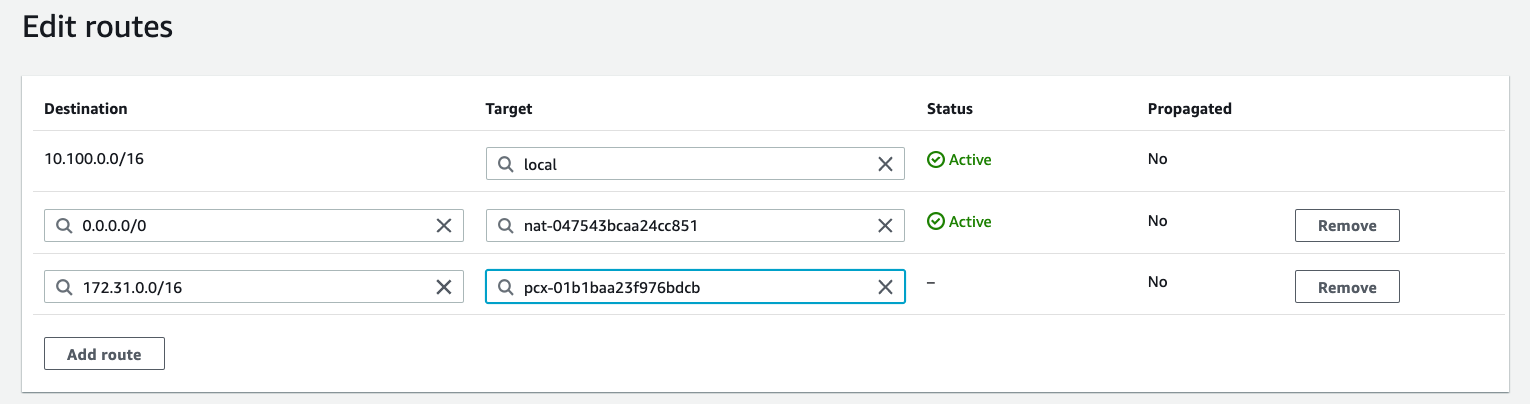 Edit routes
Destination Target Status Propagated
10.100.0.0/16 local Active No
0.0.0.0/0 nat-047543bcaa24cc851 Active No Remove
172.31.0.0/16 pcx-01b1baa23f976bdcb – No Remove
Add route